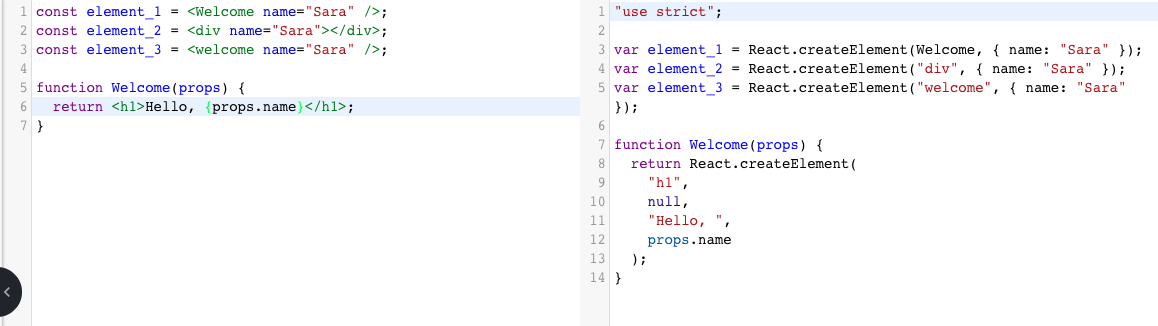 1 const element_1 = <Welcome name="Sara" />;
2 const element_2 = <div name="Sara"></div>;
3 const element_3 = <welcome name="Sara" />;
4
5 function Welcome(props) {
6   return <h1>Hello, {props.name}</h1>;
7 }
1 "use strict";
2
3 var element_1 = React.createElement(Welcome, { name: "Sara" });
4 var element_2 = React.createElement("div", { name: "Sara" });
5 var element_3 = React.createElement("welcome", { name: "Sara"
});
6
7 function Welcome(props) {
8   return React.createElement(
9     "h1",
10     null,
11     "Hello, ",
12     props.name
13   );
14 }